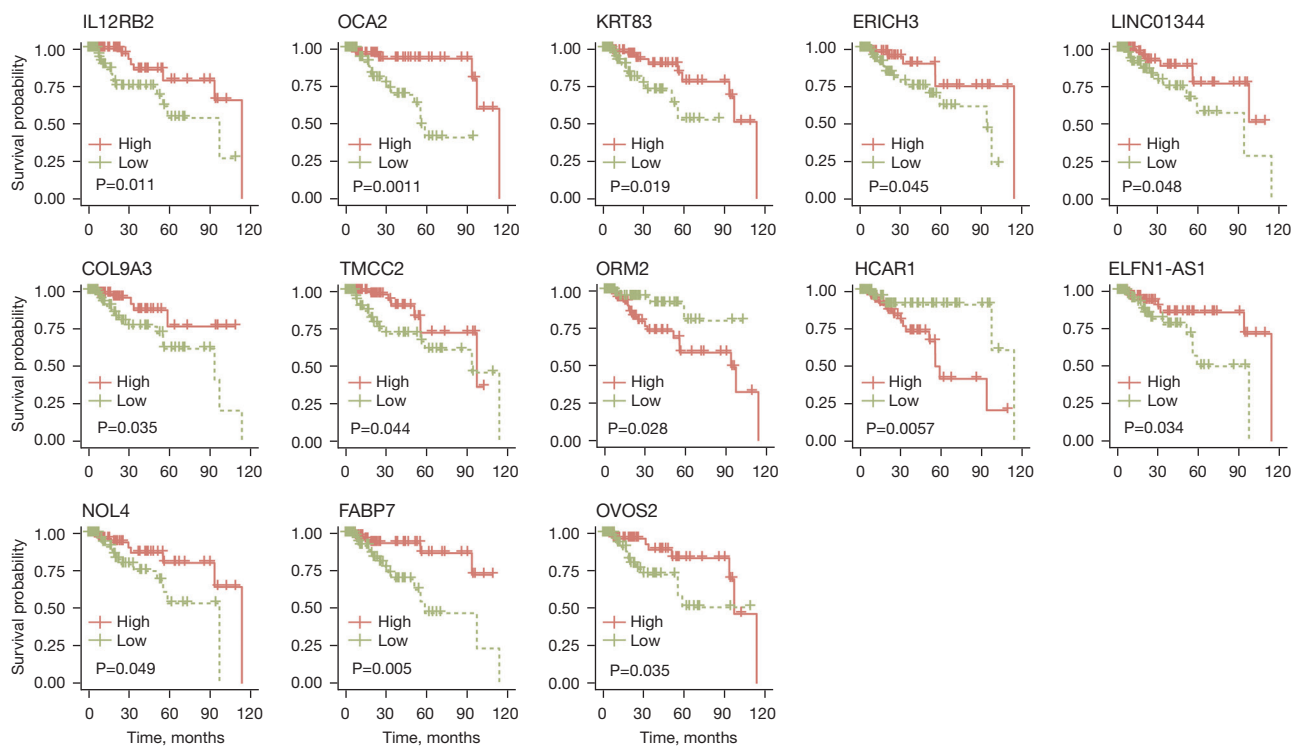 IL12RB2
OCA2
KRT83
ERICH3
LINC01344
Survival probability
1.00
0.75
0.50
0.25
0.00
High
Low
P=0.011
0 30 60 90 120
1.00
0.75
0.50
0.25
0.00
High
Low
P=0.0011
0 30 60 90 120
1.00
0.75
0.50
0.25
0.00
High
Low
P=0.019
0 30 60 90 120
1.00
0.75
0.50
0.25
0.00
High
Low
P=0.045
0 30 60 90 120
1.00
0.75
0.50
0.25
0.00
High
Low
P=0.048
0 30 60 90 120
COL9A3
TMCC2
ORM2
HCAR1
ELFN1-AS1
Survival probability
1.00
0.75
0.50
0.25
0.00
High
Low
P=0.035
0 30 60 90 120
1.00
0.75
0.50
0.25
0.00
High
Low
P=0.044
0 30 60 90 120
1.00
0.75
0.50
0.25
0.00
High
Low
P=0.028
0 30 60 90 120
1.00
0.75
0.50
0.25
0.00
High
Low
P=0.0057
0 30 60 90 120
1.00
0.75
0.50
0.25
0.00
High
Low
P=0.034
0 30 60 90 120
NOL4
FABP7
OVOS2
Survival probability
1.00
0.75
0.50
0.25
0.00
High
Low
P=0.049
0 30 60 90 120
Time, months
1.00
0.75
0.50
0.25
0.00
High
Low
P=0.005
0 30 60 90 120
Time, months
1.00
0.75
0.50
0.25
0.00
High
Low
P=0.035
0 30 60 90 120
Time, months